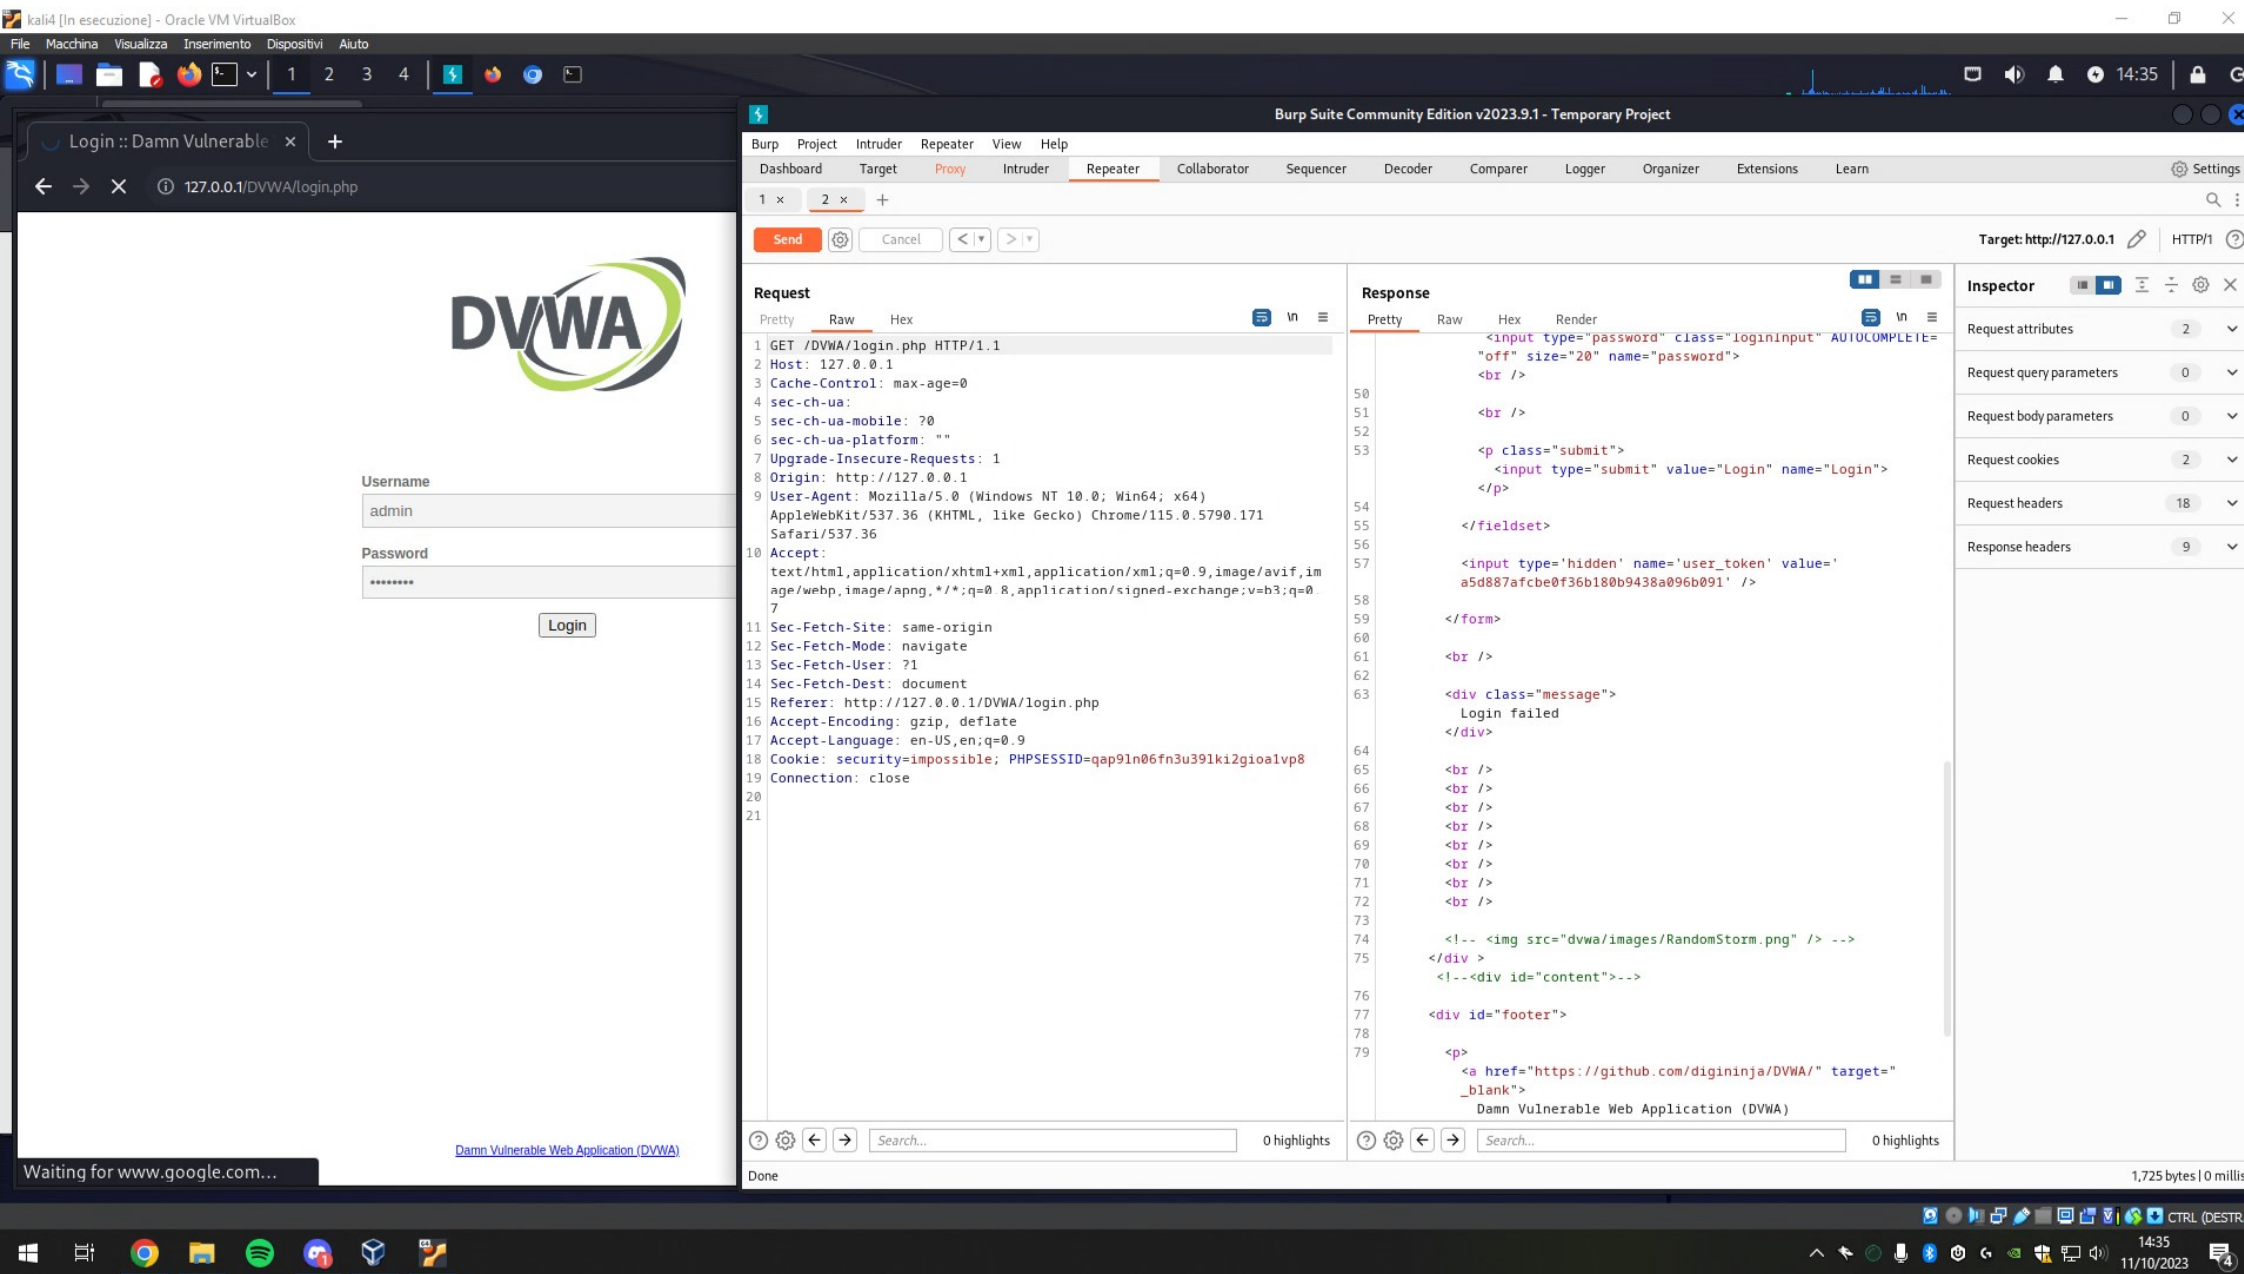 kali4 [In esecuzione] - Oracle VM VirtualBox
File Macchina Visualizza Inserimento Dispositivi Aiuto
1 2 3 4
14:35
Login :: Damn Vulnerable
127.0.0.1/DVWA/login.php
DVWA
Username
admin
Password
••••••••
Login
Damn Vulnerable Web Application (DVWA)
Waiting for www.google.com...
Burp Suite Community Edition v2023.9.1 - Temporary Project
Burp Project Intruder Repeater View Help
Dashboard Target Proxy Intruder Repeater Collaborator Sequencer Decoder Comparer Logger Organizer Extensions Learn Settings
1 × 2 × +
Send Cancel < >
Target: http://127.0.0.1 HTTP/1
Request
Pretty Raw Hex \n
1 GET /DVWA/login.php HTTP/1.1
2 Host: 127.0.0.1
3 Cache-Control: max-age=0
4 sec-ch-ua:
5 sec-ch-ua-mobile: ?0
6 sec-ch-ua-platform: ""
7 Upgrade-Insecure-Requests: 1
8 Origin: http://127.0.0.1
9 User-Agent: Mozilla/5.0 (Windows NT 10.0; Win64; x64)
AppleWebKit/537.36 (KHTML, like Gecko) Chrome/115.0.5790.171
Safari/537.36
10 Accept:
text/html,application/xhtml+xml,application/xml;q=0.9,image/avif,im
age/webp,image/apng,*/*;q=0.8,application/signed-exchange;v=b3;q=0.
7
11 Sec-Fetch-Site: same-origin
12 Sec-Fetch-Mode: navigate
13 Sec-Fetch-User: ?1
14 Sec-Fetch-Dest: document
15 Referer: http://127.0.0.1/DVWA/login.php
16 Accept-Encoding: gzip, deflate
17 Accept-Language: en-US,en;q=0.9
18 Cookie: security=impossible; PHPSESSID=qap9ln06fn3u39lki2gioa1vp8
19 Connection: close
20
21
Search...
0 highlights
Response
Pretty Raw Hex Render \n
<input type="password" class="loginInput" AUTOCOMPLETE=
"off" size="20" name="password">
<br />
50
51 <br />
52
53 <p class="submit">
<input type="submit" value="Login" name="Login">
</p>
54
55 </fieldset>
56
57 <input type='hidden' name='user_token' value='
a5d887afcbe0f36b180b9438a096b091' />
58
59 </form>
60
61 <br />
62
63 <div class="message">
Login failed
</div>
64
65 <br />
66 <br />
67 <br />
68 <br />
69 <br />
70 <br />
71 <br />
72 <br />
73
74 <!-- <img src="dvwa/images/RandomStorm.png" /> -->
75 </div >
<!--<div id="content">-->
76
77 <div id="footer">
78
79 <p>
<a href="https://github.com/digininja/DVWA/" target="
_blank">
Damn Vulnerable Web Application (DVWA)
Search...
0 highlights
Inspector
Request attributes 2
Request query parameters 0
Request body parameters 0
Request cookies 2
Request headers 18
Response headers 9
Done
1,725 bytes | 0 millis
CTRL (DESTR
14:35
11/10/2023
4